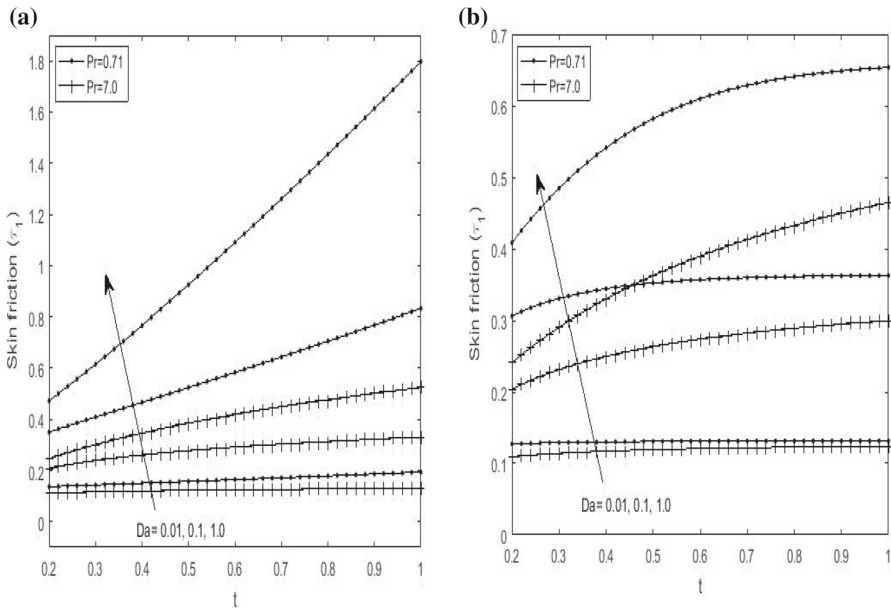 (a)
Pr=0.71
Pr=7.0
1.8
1.6
1.4
1.2
1
0.8
0.6
0.4
0.2
0
Skin friction (τ₁)
Da= 0.01, 0.1, 1.0
0.2 0.3 0.4 0.5 0.6 0.7 0.8 0.9 1
t
(b)
Pr=0.71
Pr=7.0
0.7
0.6
0.5
0.4
0.3
0.2
0.1
0
Skin friction (τ₁)
Da= 0.01, 0.1, 1.0
0.2 0.3 0.4 0.5 0.6 0.7 0.8 0.9 1
t